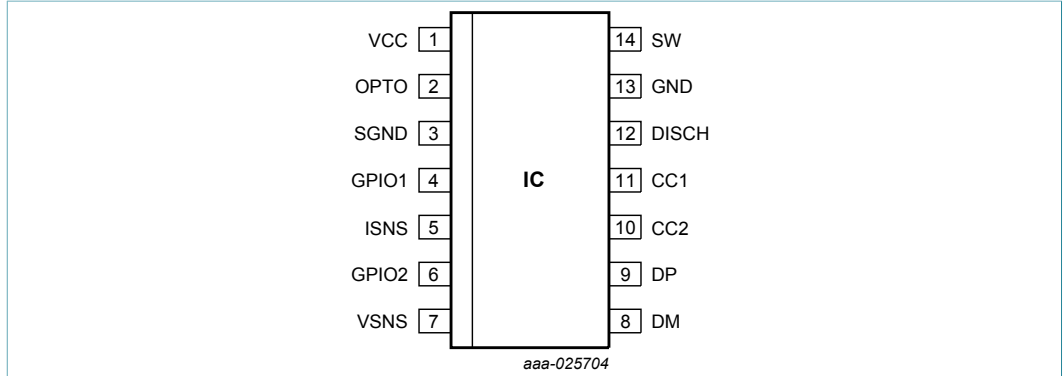 VCC 1 14 SW
OPTO 2 13 GND
SGND 3 12 DISCH
GPIO1 4 IC 11 CC1
ISNS 5 10 CC2
GPIO2 6 9 DP
VSNS 7 8 DM
aaa-025704